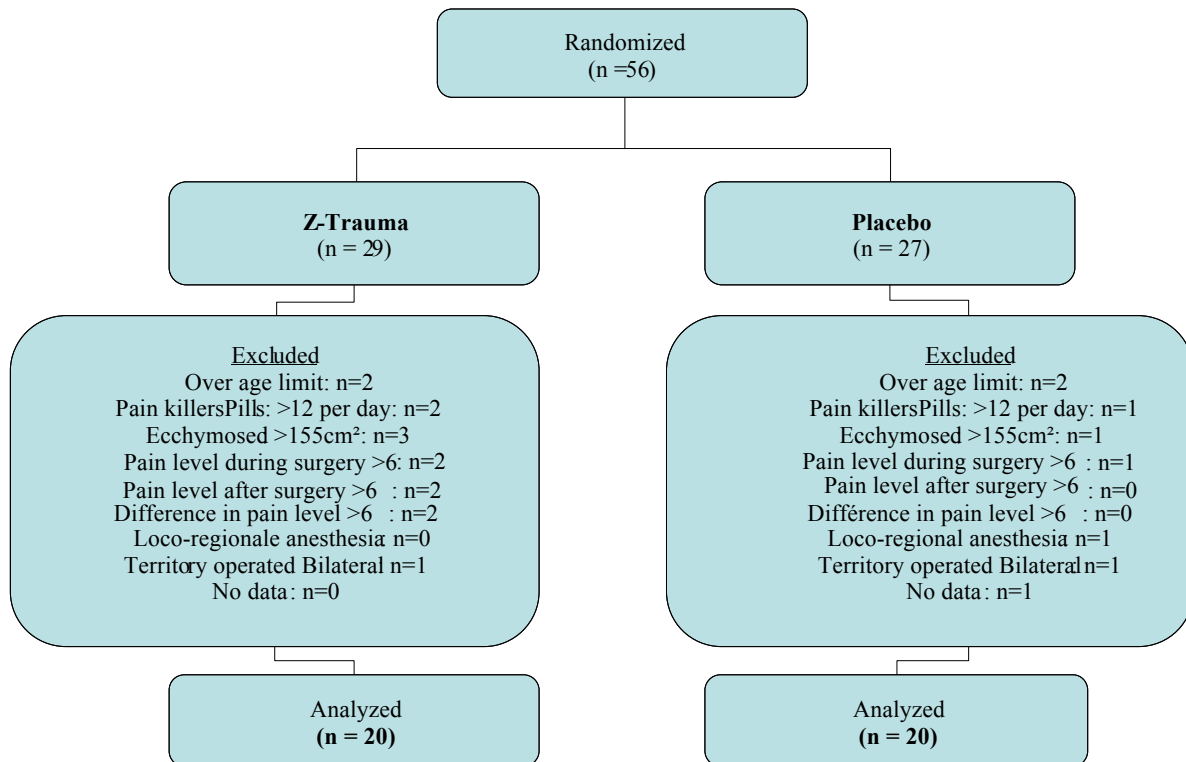 Randomized
(n =56)
Z-Trauma
(n = 29)
Placebo
(n = 27)
Excluded
Over age limit: n=2
Pain killersPills: >12 per day: n=2
Ecchymosed >155cm²: n=3
Pain level during surgery >6: n=2
Pain level after surgery >6 : n=2
Difference in pain level >6 : n=2
Loco-regionale anesthesia: n=0
Territory operated Bilateral: n=1
No data: n=0
Excluded
Over age limit: n=2
Pain killersPills: >12 per day: n=1
Ecchymosed >155cm²: n=1
Pain level during surgery >6 : n=1
Pain level after surgery >6 : n=0
Différence in pain level >6 : n=0
Loco-regional anesthesia: n=1
Territory operated Bilateral: n=1
No data : n=1
Analyzed
(n = 20)
Analyzed
(n = 20)